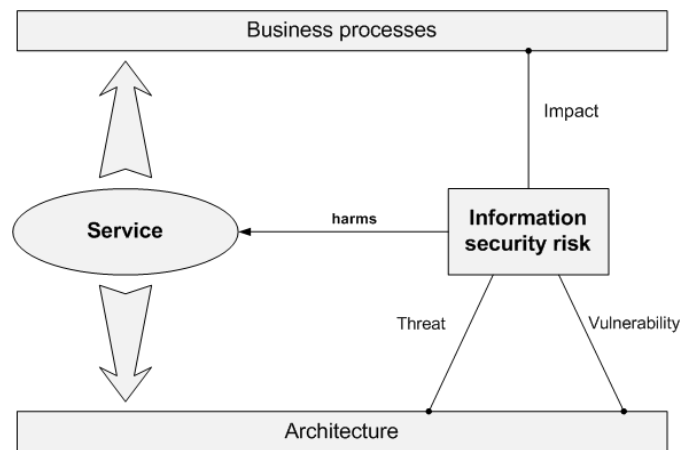 Business processes
Impact
Service
harms
Information
security risk
Threat
Vulnerability
Architecture